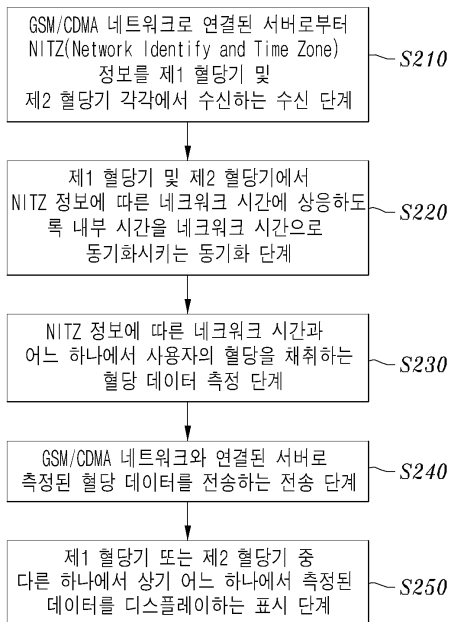 GSM/CDMA 네트워크로 연결된 서버로부터
NITZ(Network Identify and Time Zone)
정보를 제1 혈당기 및
제2 혈당기 각각에서 수신하는 수신 단계
S210
제1 혈당기 및 제2 혈당기에서
NITZ 정보에 따른 네크워크 시간에 상응하도
록 내부 시간을 네크워크 시간으로
동기화시키는 동기화 단계
S220
NITZ 정보에 따른 네크워크 시간과
어느 하나에서 사용자의 혈당을 채취하는
혈당 데이터 측정 단계
S230
GSM/CDMA 네트워크와 연결된 서버로
측정된 혈당 데이터를 전송하는 전송 단계
S240
제1 혈당기 또는 제2 혈당기 중
다른 하나에서 상기 어느 하나에서 측정된
데이터를 디스플레이하는 표시 단계
S250